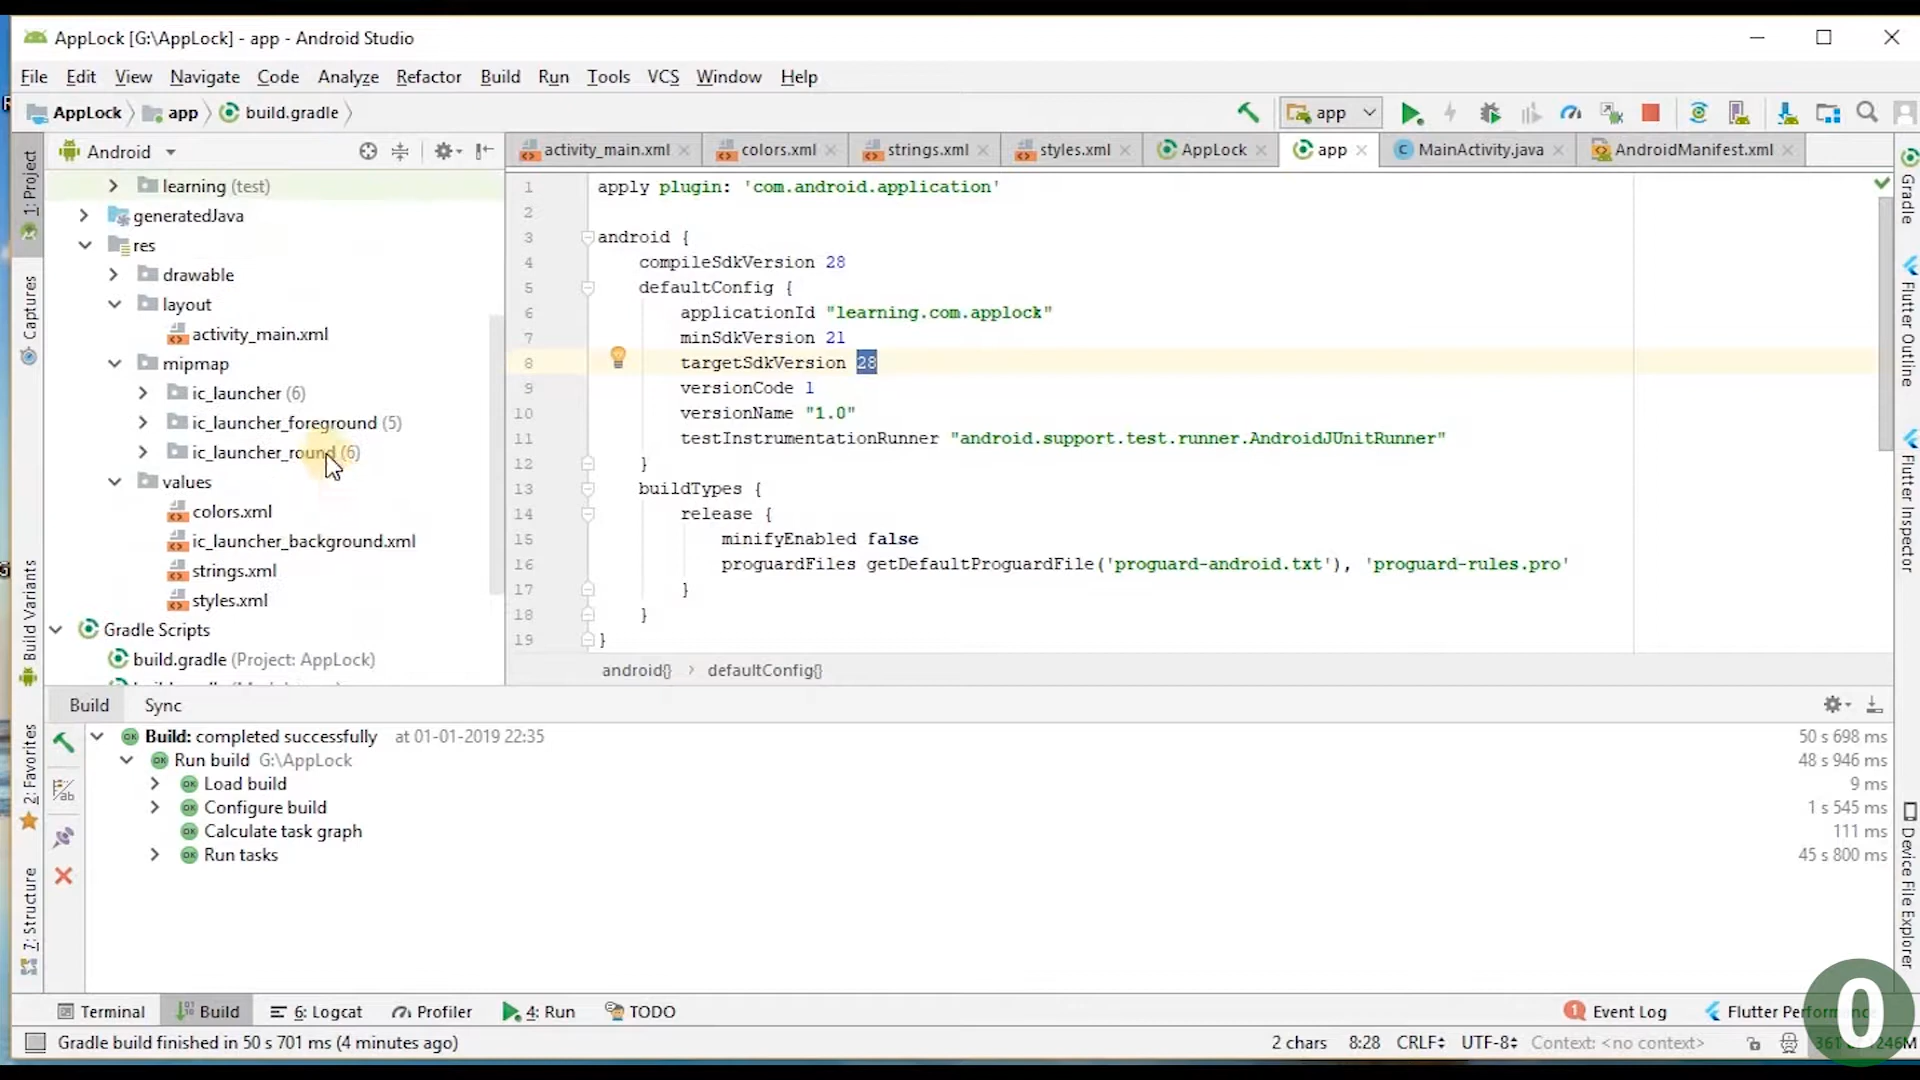 AppLock [G:\AppLock] - app - Android Studio
File Edit View Navigate Code Analyze Refactor Build Run Tools VCS Window Help
AppLock app build.gradle
app
Android
activity_main.xml colors.xml strings.xml styles.xml AppLock app MainActivity.java AndroidManifest.xml
learning (test)
generatedJava
res
drawable
layout
activity_main.xml
mipmap
ic_launcher (6)
ic_launcher_foreground (5)
ic_launcher_round (6)
values
colors.xml
ic_launcher_background.xml
strings.xml
styles.xml
Gradle Scripts
build.gradle (Project: AppLock)
1 apply plugin: 'com.android.application'
2
3 android {
4 compileSdkVersion 28
5 defaultConfig {
6 applicationId "learning.com.applock"
7 minSdkVersion 21
8 targetSdkVersion 28
9 versionCode 1
10 versionName "1.0"
11 testInstrumentationRunner "android.support.test.runner.AndroidJUnitRunner"
12 }
13 buildTypes {
14 release {
15 minifyEnabled false
16 proguardFiles getDefaultProguardFile('proguard-android.txt'), 'proguard-rules.pro'
17 }
18 }
19 }
android{} › defaultConfig{}
1: Project
Captures
Build Variants
2: Favorites
7: Structure
Gradle
Flutter Outline
Flutter Inspector
Device File Explorer
Build Sync
Build: completed successfully at 01-01-2019 22:35 50 s 698 ms
Run build G:\AppLock 48 s 946 ms
Load build 9 ms
Configure build 1 s 545 ms
Calculate task graph 111 ms
Run tasks 45 s 800 ms
Terminal Build 6: Logcat Profiler 4: Run TODO 1 Event Log Flutter
Gradle build finished in 50 s 701 ms (4 minutes ago) 2 chars 8:28 CRLF UTF-8 Context: <no context>
0